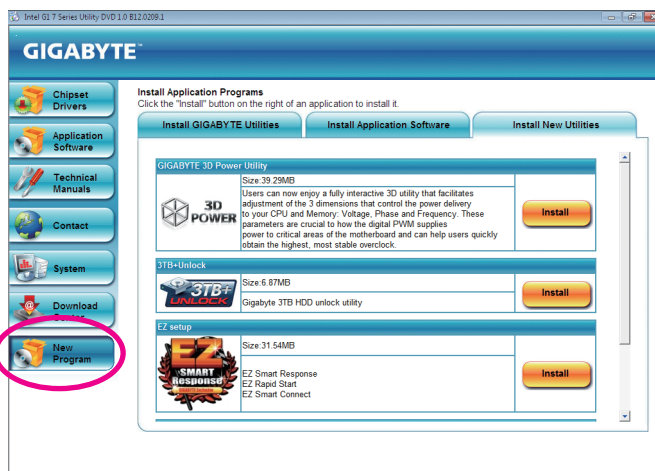 Intel G1 7 Series Utility DVD 1.0 B12.0209.1
GIGABYTE™
Chipset
Drivers
Application
Software
Technical
Manuals
Contact
System
Download
Center
New
Program
Install Application Programs
Click the "Install" button on the right of an application to install it.
Install GIGABYTE Utilities
Install Application Software
Install New Utilities
GIGABYTE 3D Power Utility
3D
POWER
Size:39.29MB
Users can now enjoy a fully interactive 3D utility that facilitates
adjustment of the 3 dimensions that control the power delivery
to your CPU and Memory: Voltage, Phase and Frequency. These
parameters are crucial to how the digital PWM supplies
power to critical areas of the motherboard and can help users quickly
obtain the highest, most stable overclock.
Install
3TB+Unlock
3TB+
UNLOCK
Size:6.87MB
Gigabyte 3TB HDD unlock utility
Install
EZ setup
EZ
SMART
Response
Size:31.54MB
EZ Smart Response
EZ Rapid Start
EZ Smart Connect
Install